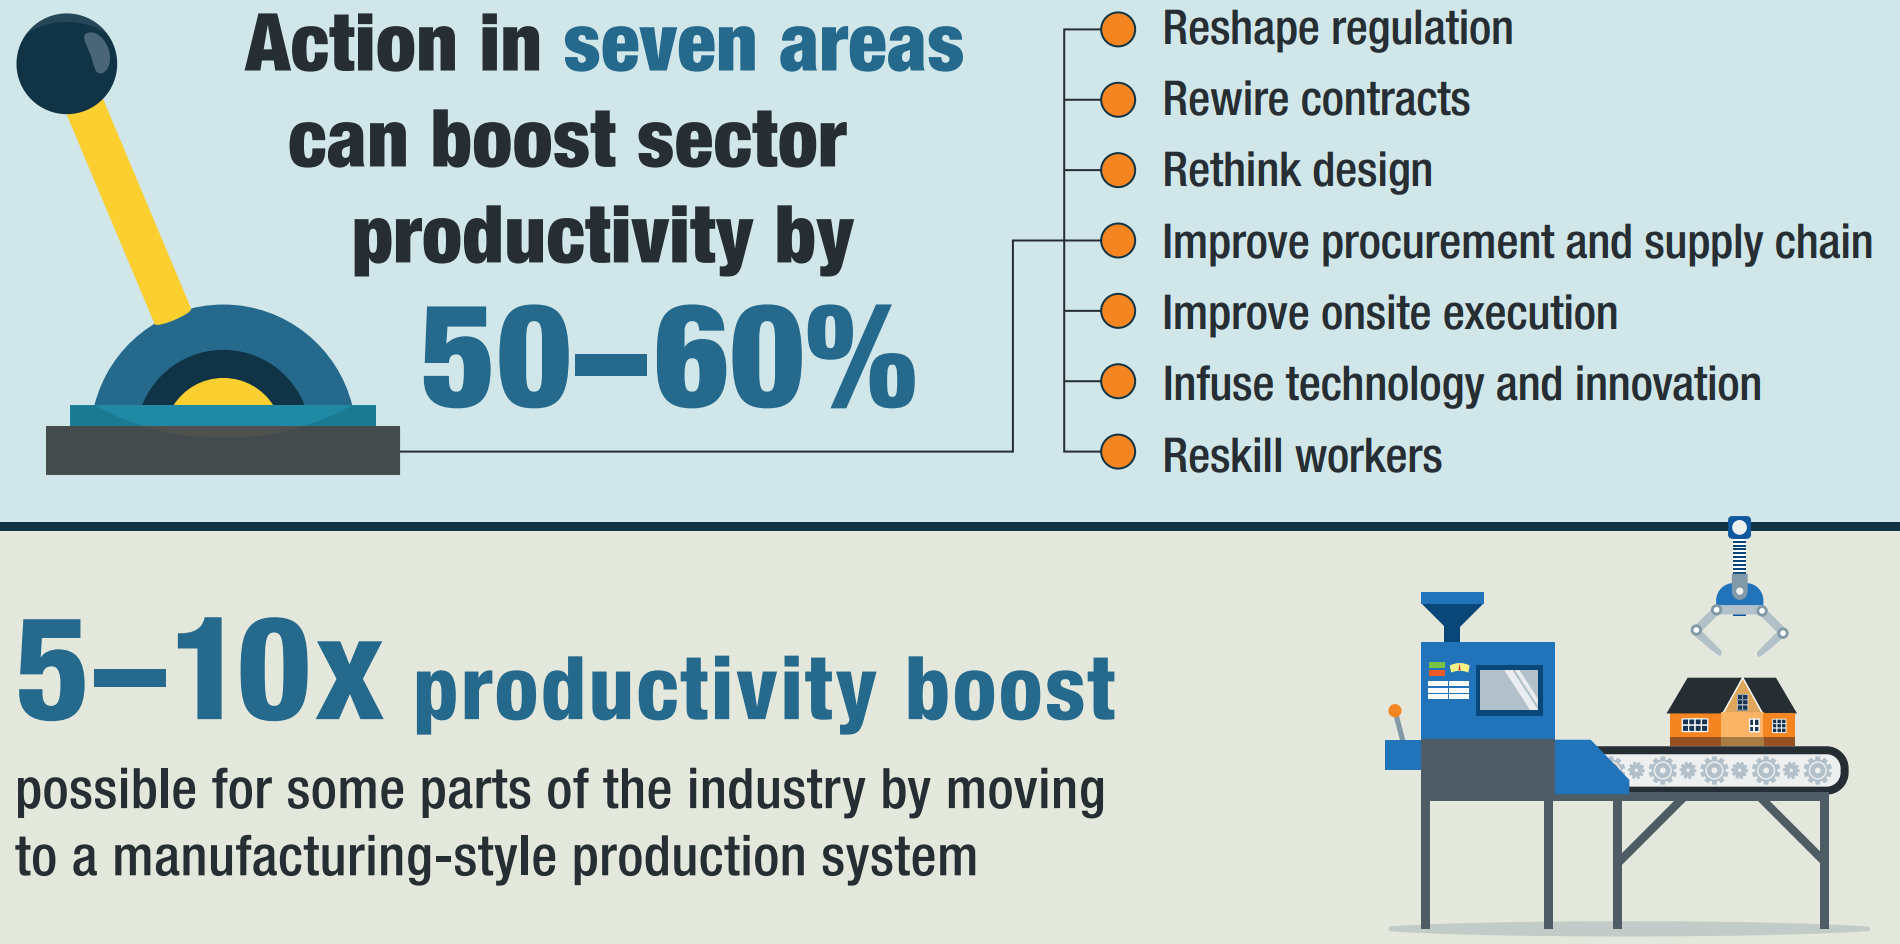 Action in seven areas
can boost sector
productivity by
50–60%
Reshape regulation
Rewire contracts
Rethink design
Improve procurement and supply chain
Improve onsite execution
Infuse technology and innovation
Reskill workers
5–10x productivity boost
possible for some parts of the industry by moving
to a manufacturing-style production system